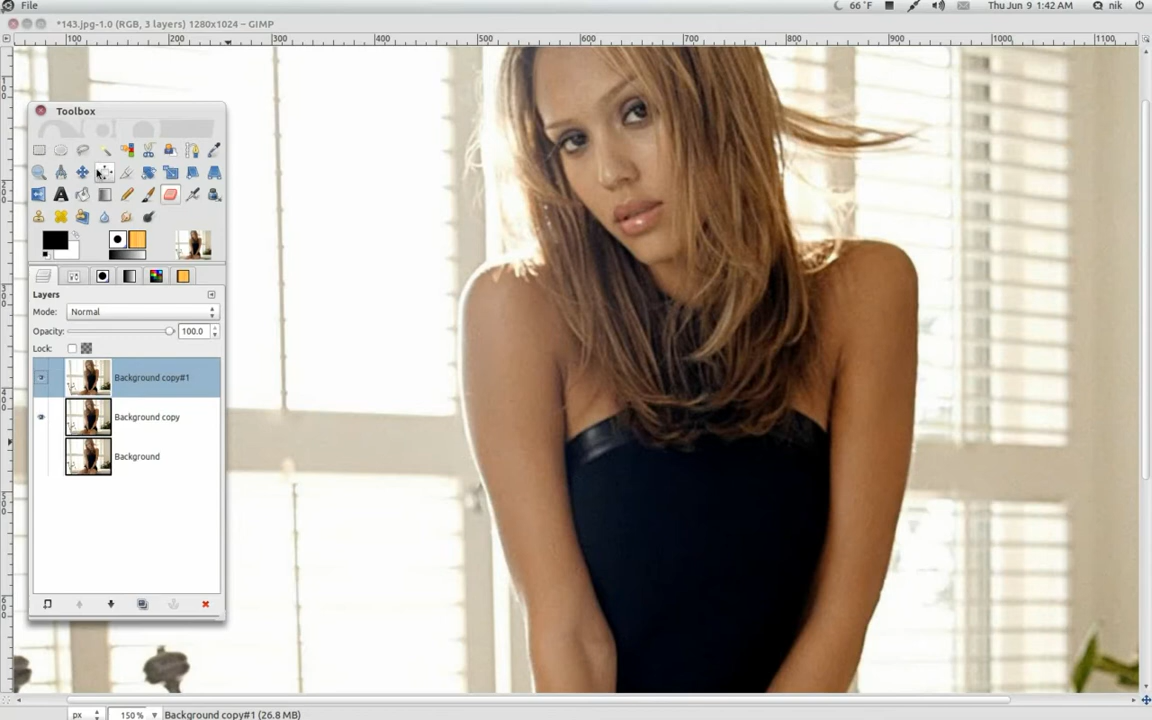 File
66 °F
Thu Jun 9 1:42 AM
nik
*143.jpg-1.0 (RGB, 3 layers) 1280x1024 – GIMP
100
200
300
400
500
600
700
800
900
1000
1100
Toolbox
Layers
Mode: Normal
Opacity: 100.0
Lock:
Background copy#1
Background copy
Background
px
150%
Background copy#1 (26.8 MB)